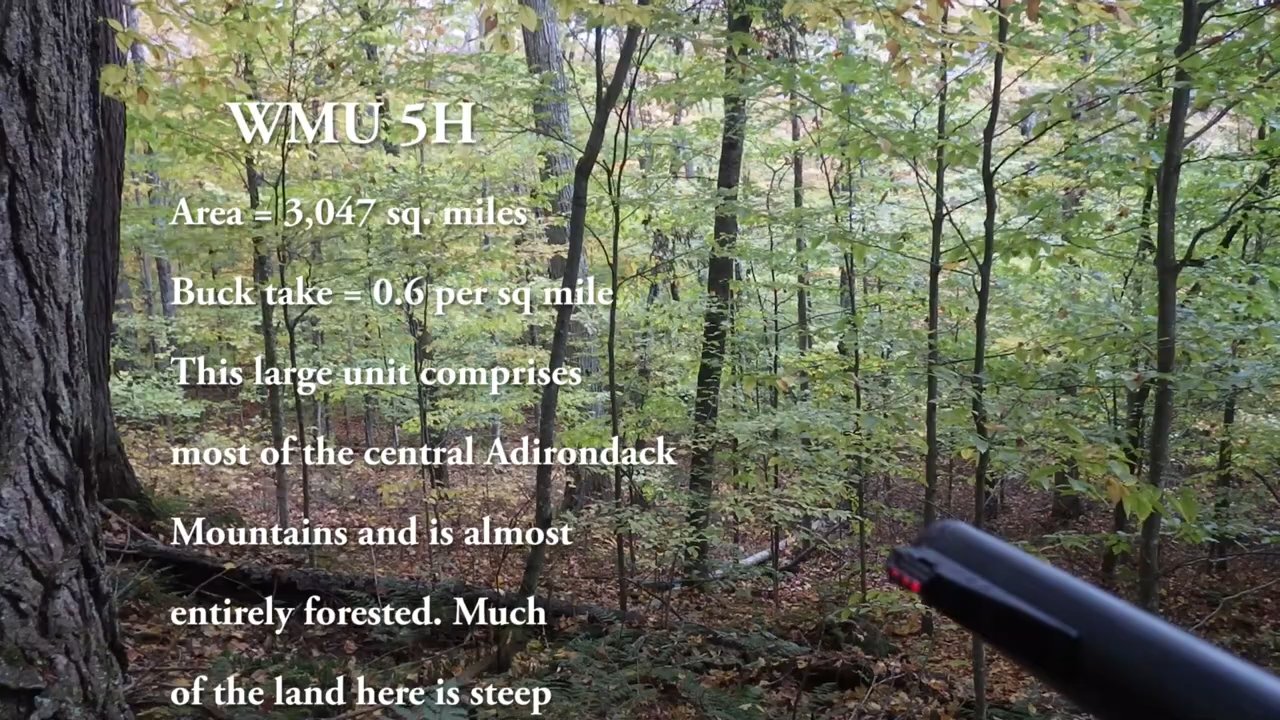 WMU 5H
Area = 3,047 sq. miles
Buck take = 0.6 per sq mile
This large unit comprises
most of the central Adirondack
Mountains and is almost
entirely forested. Much
of the land here is steep